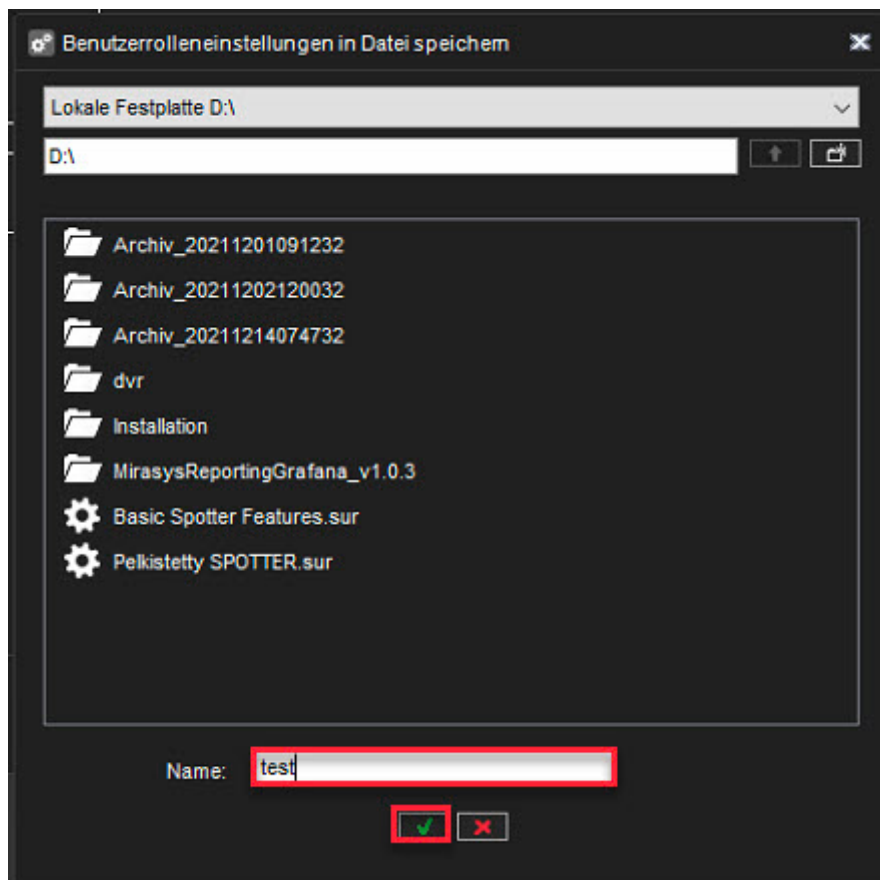 Benutzerrolleneinstellungen in Datei speichern
Lokale Festplatte D:\
D:\
Archiv_20211201091232
Archiv_20211202120032
Archiv_20211214074732
dvr
Installation
MirasysReportingGrafana_v1.0.3
Basic Spotter Features.sur
Pelkistetty SPOTTER.sur
Name: test